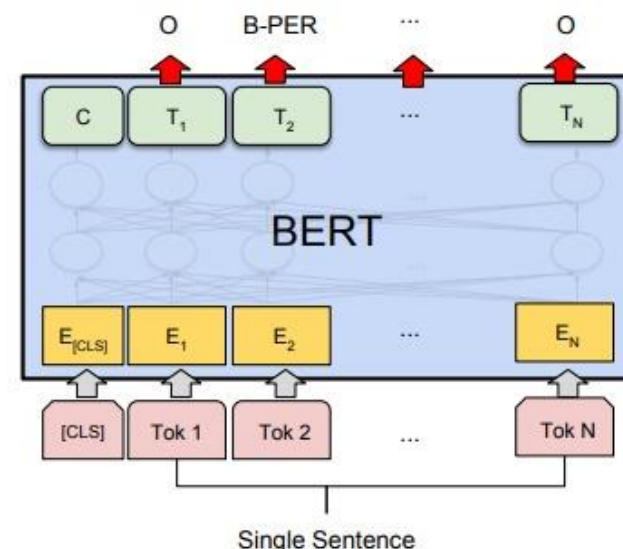 O B-PER ... O
C T1 T2 ... TN
...
BERT
...
E[CLS] E1 E2 ... EN
[CLS] Tok 1 Tok 2 ... Tok N
Single Sentence